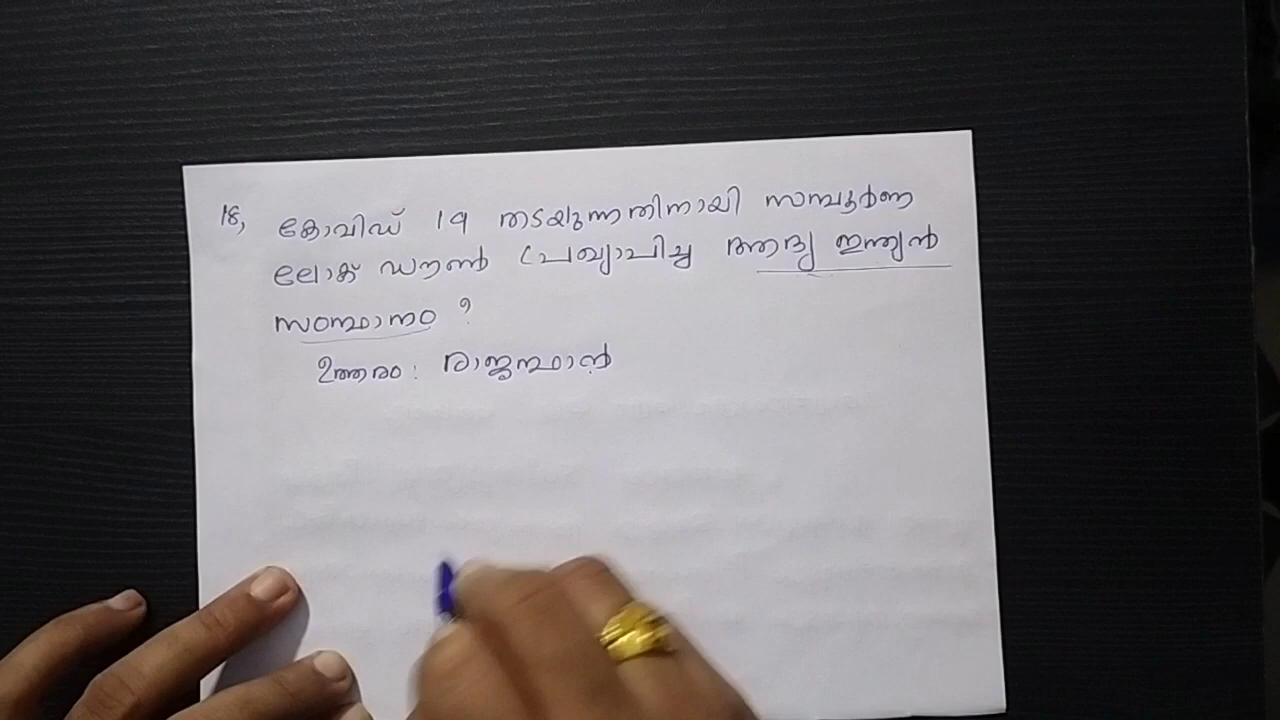 18, കോവിഡ് 19 തടയുന്നതിനായി സമ്പൂർണ
ലോക് ഡൗൺ പ്രഖ്യാപിച്ച ആദ്യ ഇന്ത്യൻ
സംസ്ഥാനം ?
ഉത്തരം : രാജസ്ഥാൻ